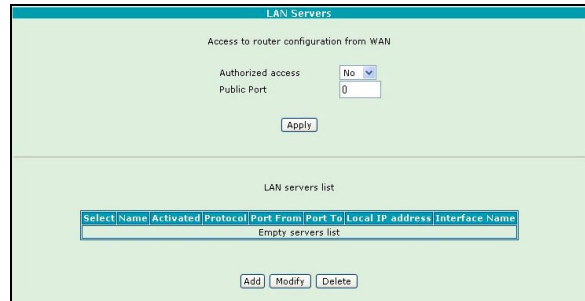 LAN Servers
Access to router configuration from WAN
Authorized access No
Public Port 0
Apply
LAN servers list
Select Name Activated Protocol Port From Port To Local IP address Interface Name
Empty servers list
Add Modify Delete